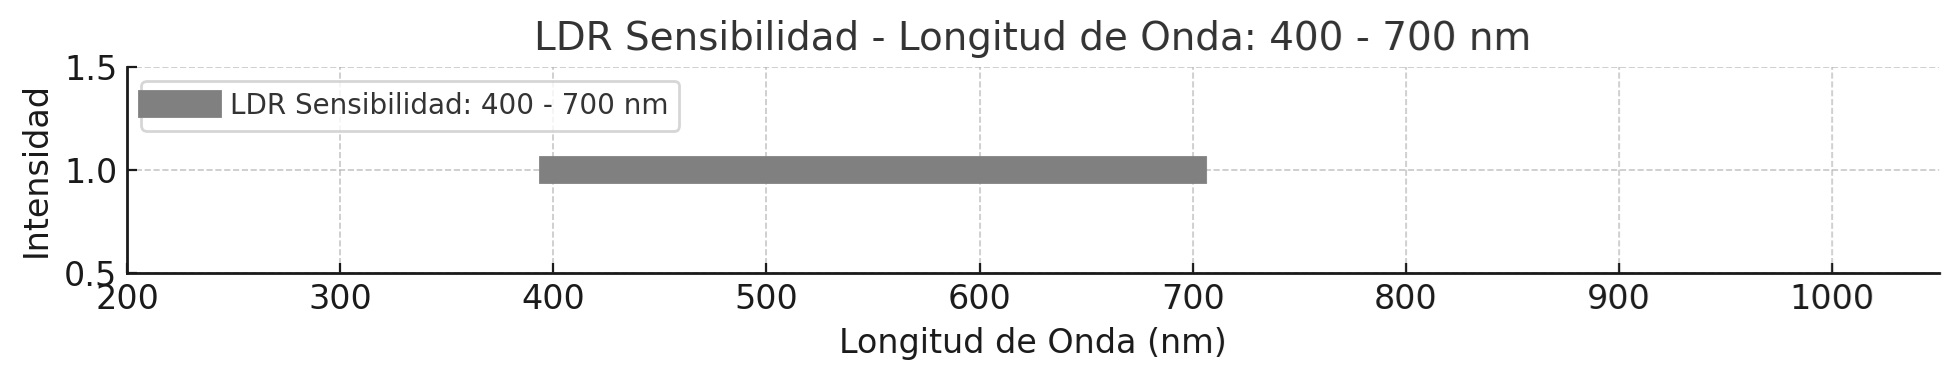 LDR Sensibilidad - Longitud de Onda: 400 - 700 nm
1.5
LDR Sensibilidad: 400 - 700 nm
Intensidad
1.0
0.5
200 300 400 500 600 700 800 900 1000
Longitud de Onda (nm)